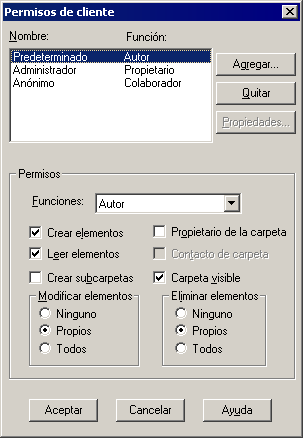 Permisos de cliente
Nombre: Función:
Predeterminado Autor
Administrador Propietario
Anónimo Colaborador
Agregar...
Quitar
Propiedades...
Permisos
Funciones: Autor
Crear elementos Propietario de la carpeta
Leer elementos Contacto de carpeta
Crear subcarpetas Carpeta visible
Modificar elementos Eliminar elementos
Ninguno Ninguno
Propios Propios
Todos Todos
Aceptar Cancelar Ayuda